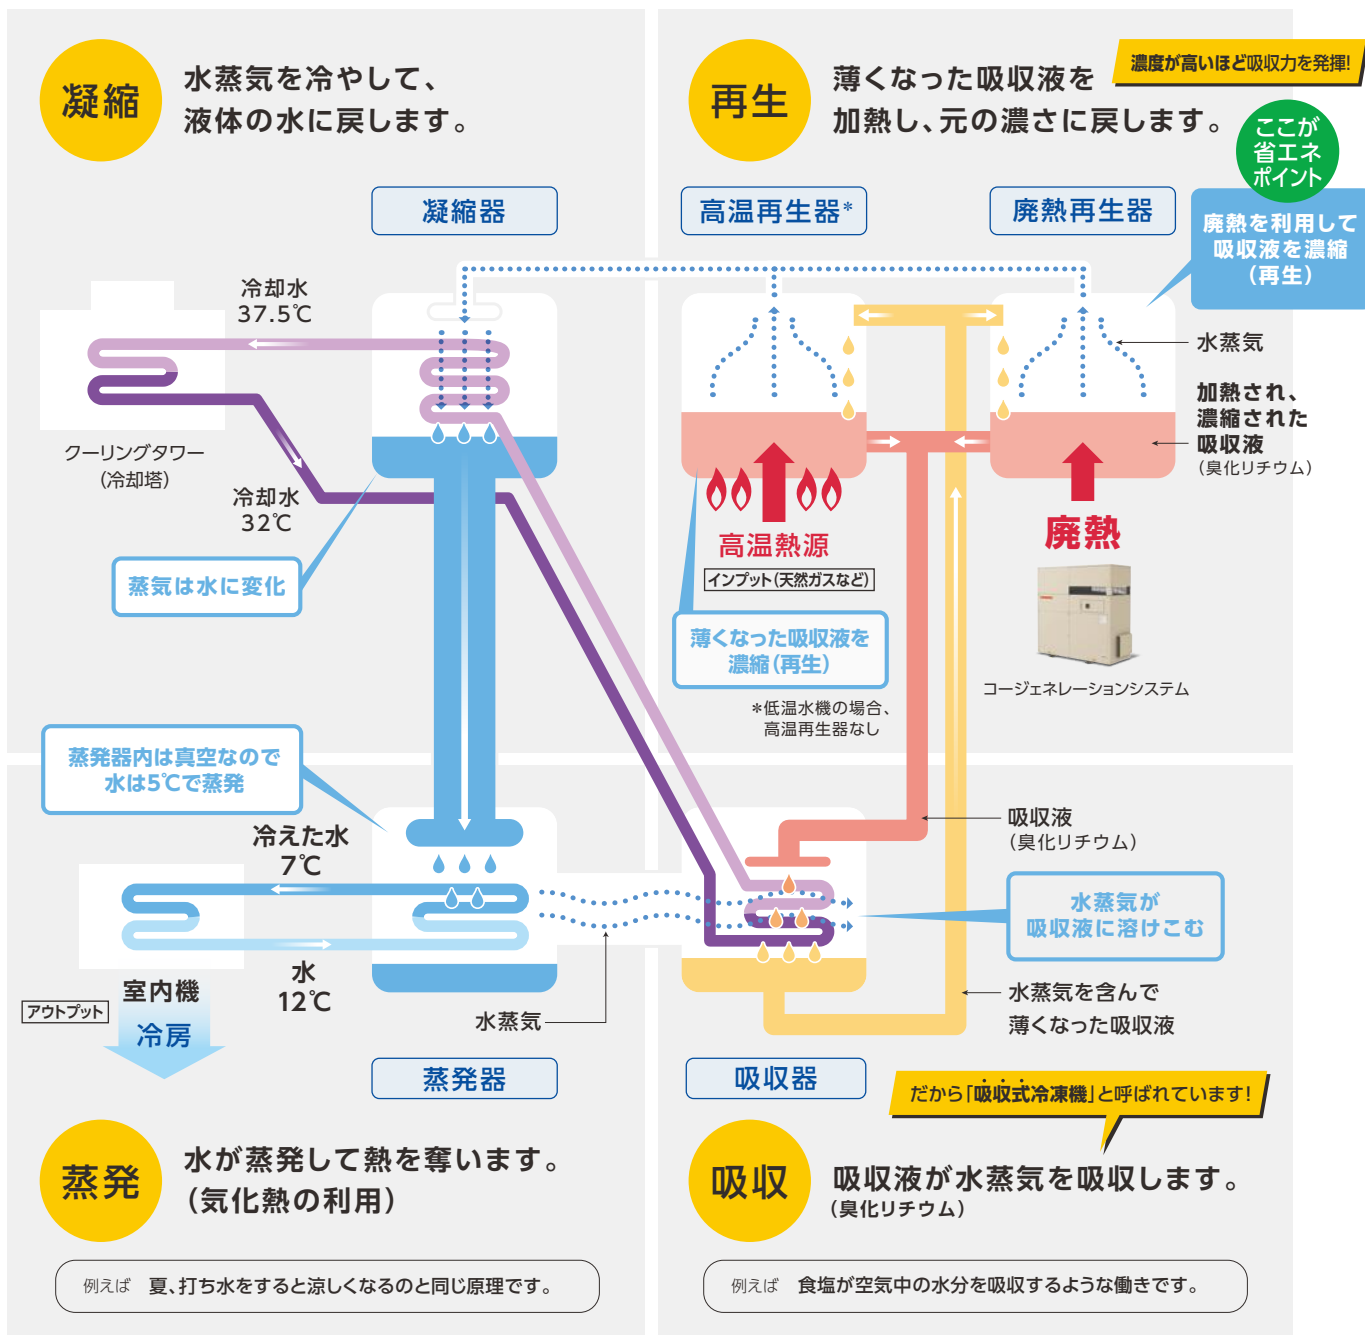 凝縮
水蒸気を冷やして、
液体の水に戻します。
再生
薄くなった吸収液を
加熱し、元の濃さに戻します。
濃度が高いほど吸収力を発揮!
ここが
省エネ
ポイント
凝縮器
高温再生器*
廃熱再生器
廃熱を利用して
吸収液を濃縮
(再生)
冷却水
37.5℃
水蒸気
加熱され、
濃縮された
吸収液
(臭化リチウム)
クーリングタワー
(冷却塔)
冷却水
32℃
蒸気は水に変化
高温熱源
インプット(天然ガスなど)
廃熱
薄くなった吸収液を
濃縮(再生)
コージェネレーションシステム
*低温水機の場合、
高温再生器なし
蒸発器内は真空なので
水は5℃で蒸発
冷えた水
7℃
吸収液
(臭化リチウム)
水蒸気が
吸収液に溶けこむ
水
12℃
室内機
アウトプット
冷房
水蒸気
水蒸気を含んで
薄くなった吸収液
蒸発器
吸収器
だから「吸収式冷凍機」と呼ばれています!
蒸発
水が蒸発して熱を奪います。
(気化熱の利用)
吸収
吸収液が水蒸気を吸収します。
(臭化リチウム)
例えば 夏、打ち水をすると涼しくなるのと同じ原理です。
例えば 食塩が空気中の水分を吸収するような働きです。